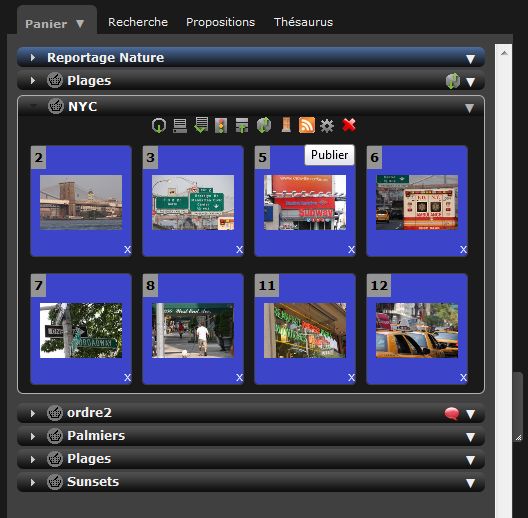 Panier ▼ Recherche Propositions Thésaurus
Reportage Nature
Plages
NYC
Publier
2 3 5 6
x x x x
7 8 11 12
BROADWAY
x x x x
ordre2
Palmiers
Plages
Sunsets